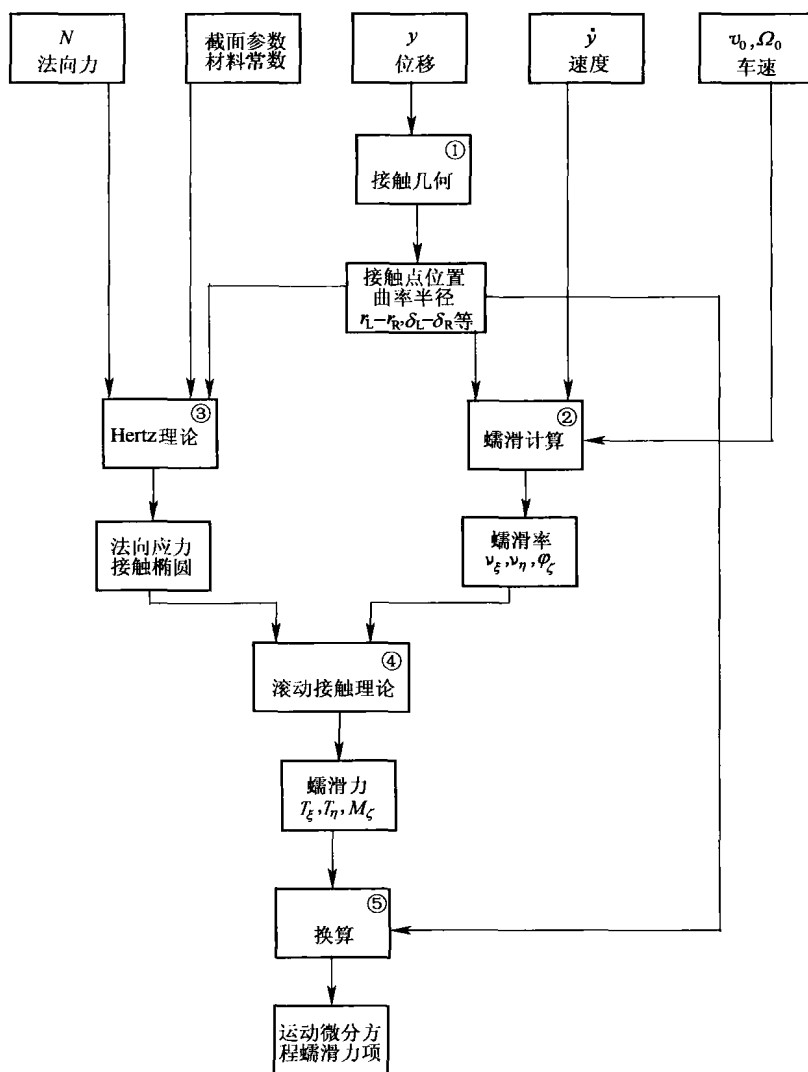 N
法向力
截面参数
材料常数
y
位移
ẏ
速度
v₀,Ω₀
车速
①
接触几何
接触点位置
曲率半径
r_L−r_R,δ_L−δ_R等
③
Hertz理论
②
蠕滑计算
法向应力
接触椭圆
蠕滑率
ν_ξ,ν_η,φ_ζ
④
滚动接触理论
蠕滑力
T_ξ,T_η,M_ζ
⑤
换算
运动微分方
程蠕滑力项